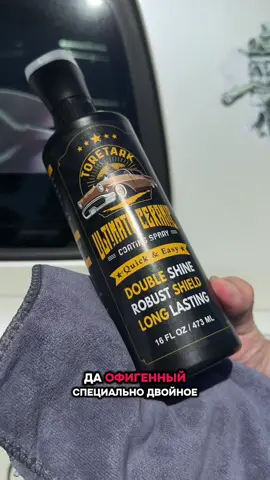 TORETARK
ULTIMATE CERAMIC
COATING SPRAY
Quick & Easy
DOUBLE SHINE
ROBUST SHIELD
LONG LASTING
16 FL OZ / 473 ML
ДА ОФИГЕННЫЙ
СПЕЦИАЛЬНО ДВОЙНОЕ